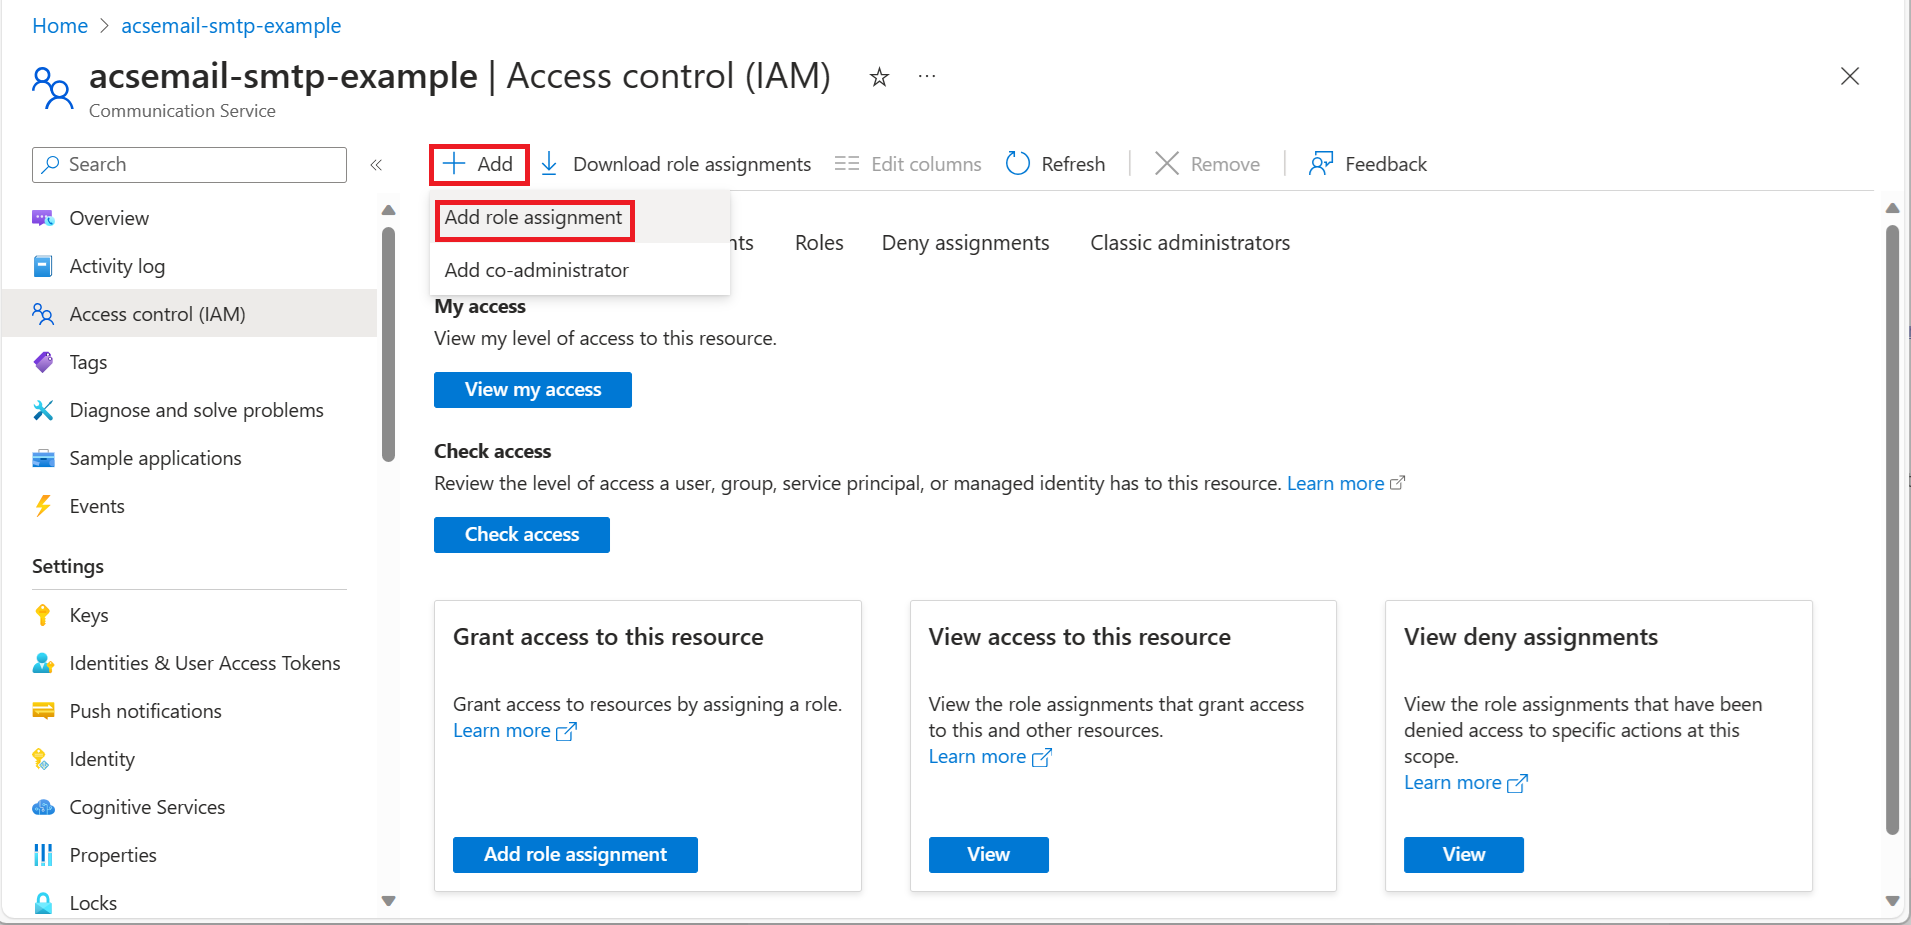 Home > acsemail-smtp-example
acsemail-smtp-example | Access control (IAM)
Communication Service
Search
Overview
Activity log
Access control (IAM)
Tags
Diagnose and solve problems
Sample applications
Events
Settings
Keys
Identities & User Access Tokens
Push notifications
Identity
Cognitive Services
Properties
Locks
Add Download role assignments Edit columns Refresh Remove Feedback
Add role assignment
Add co-administrator
Roles Deny assignments Classic administrators
My access
View my level of access to this resource.
View my access
Check access
Review the level of access a user, group, service principal, or managed identity has to this resource. Learn more
Check access
Grant access to this resource
Grant access to resources by assigning a role.
Learn more
Add role assignment
View access to this resource
View the role assignments that grant access
to this and other resources.
Learn more
View
View deny assignments
View the role assignments that have been
denied access to specific actions at this
scope.
Learn more
View